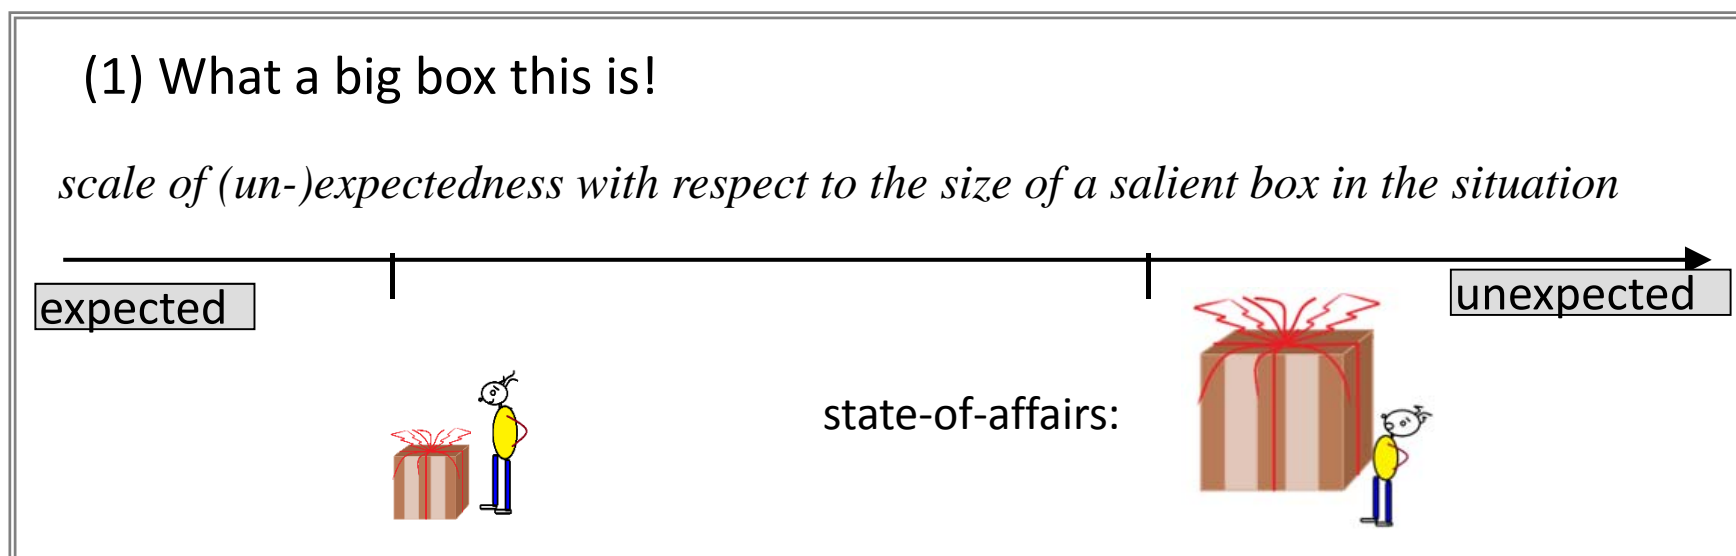 (1) What a big box this is!
scale of (un-)expectedness with respect to the size of a salient box in the situation
expected
unexpected
state-of-affairs: